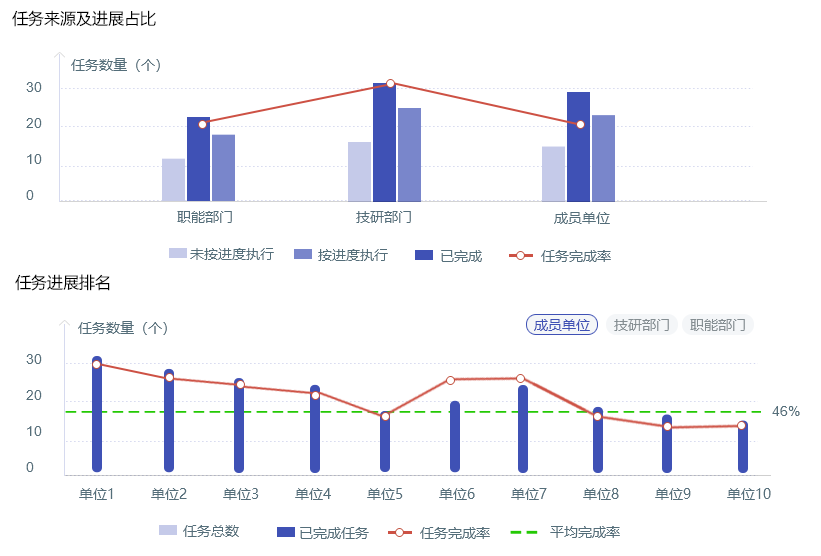 任务来源及进展占比
任务数量（个）
30
20
10
0
职能部门 技研部门 成员单位
未按进度执行 按进度执行 已完成 任务完成率
任务进展排名
任务数量（个） 成员单位 技研部门 职能部门
30
20
46%
10
0
单位1 单位2 单位3 单位4 单位5 单位6 单位7 单位8 单位9 单位10
任务总数 已完成任务 任务完成率 平均完成率